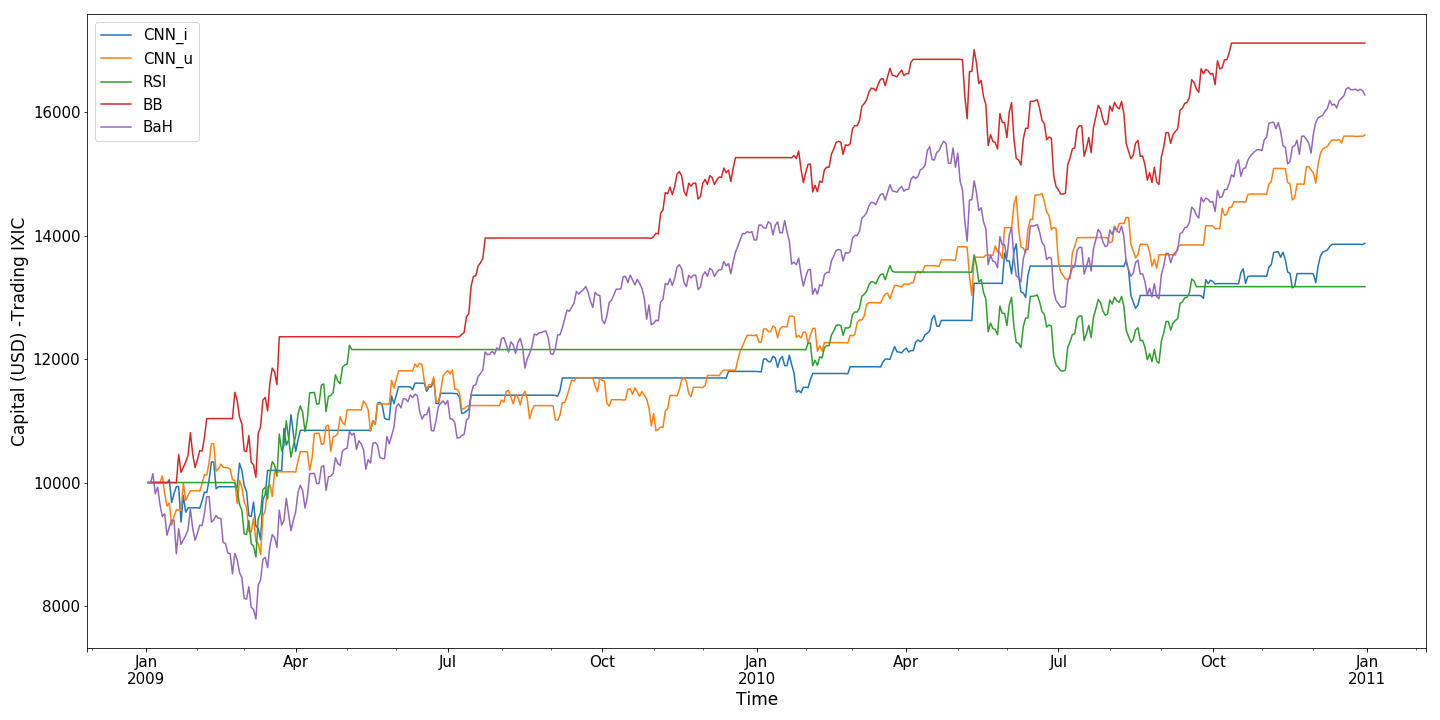 CNN_i
CNN_u
RSI
BB
BaH
Capital (USD) -Trading IXIC
16000
14000
12000
10000
8000
Jan Apr Jul Oct Jan Apr Jul Oct Jan
2009 2010 2011
Time